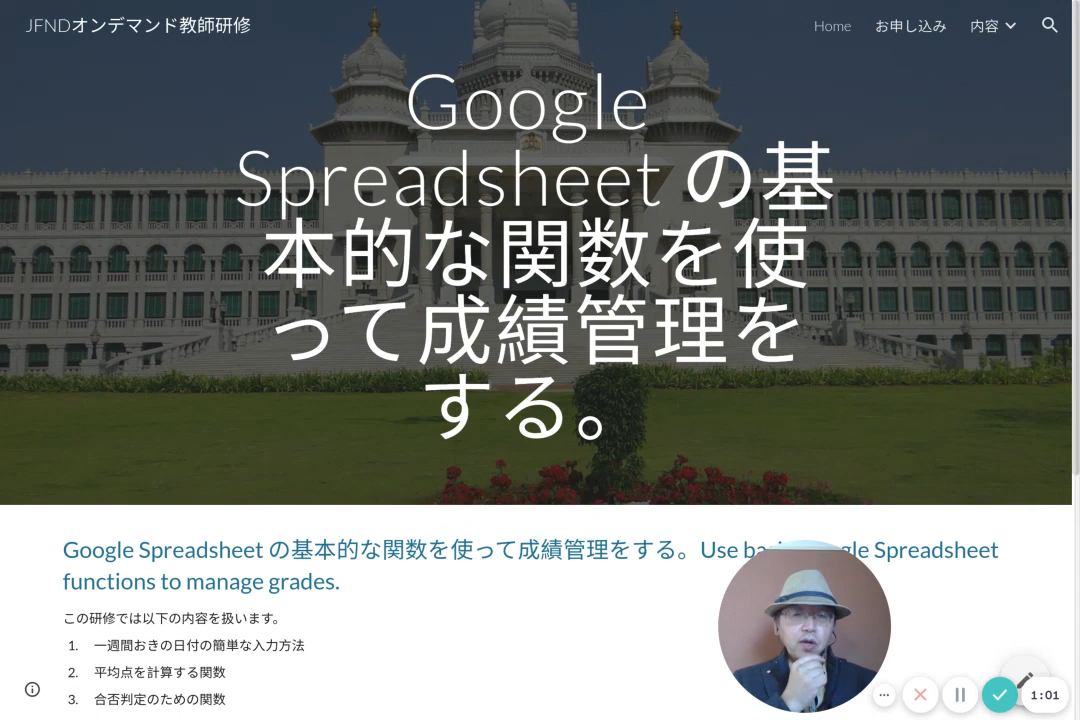 JFNDオンデマンド教師研修
Home お申し込み 内容
Google
Spreadsheet の基
本的な関数を使
って成績管理を
する。
Google Spreadsheet の基本的な関数を使って成績管理をする。Use Spreadsheet
functions to manage grades.
この研修では以下の内容を扱います。
1. 一週間おきの日付の簡単な入力方法
2. 平均点を計算する関数
3. 合否判定のための関数
1:01